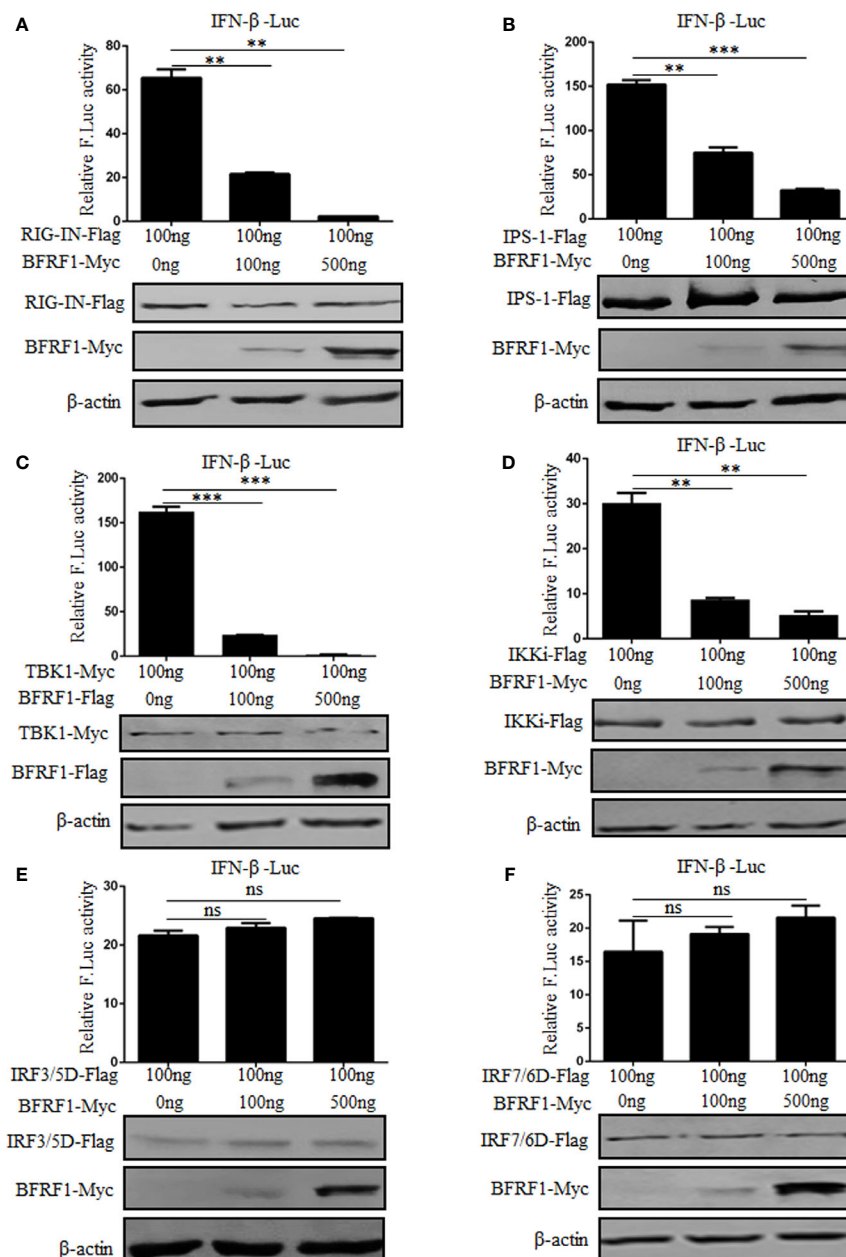 A
IFN-β-Luc
Relative F.Luc activity
80
60
40
20
0
**
**
RIG-IN-Flag 100ng 100ng 100ng
BFRF1-Myc 0ng 100ng 500ng
RIG-IN-Flag
BFRF1-Myc
β-actin
B
IFN-β-Luc
Relative F.Luc activity
200
150
100
50
0
***
**
IPS-1-Flag 100ng 100ng 100ng
BFRF1-Myc 0ng 100ng 500ng
IPS-1-Flag
BFRF1-Myc
β-actin
C
IFN-β-Luc
Relative F.Luc activity
200
150
100
50
0
***
***
TBK1-Myc 100ng 100ng 100ng
BFRF1-Flag 0ng 100ng 500ng
TBK1-Myc
BFRF1-Flag
β-actin
D
IFN-β-Luc
Relative F.Luc activity
40
30
20
10
0
**
**
IKKi-Flag 100ng 100ng 100ng
BFRF1-Myc 0ng 100ng 500ng
IKKi-Flag
BFRF1-Myc
β-actin
E
IFN-β-Luc
Relative F.Luc activity
30
20
10
0
ns
ns
IRF3/5D-Flag 100ng 100ng 100ng
BFRF1-Myc 0ng 100ng 500ng
IRF3/5D-Flag
BFRF1-Myc
β-actin
F
IFN-β-Luc
Relative F.Luc activity
25
20
15
10
5
0
ns
ns
IRF7/6D-Flag 100ng 100ng 100ng
BFRF1-Myc 0ng 100ng 500ng
IRF7/6D-Flag
BFRF1-Myc
β-actin